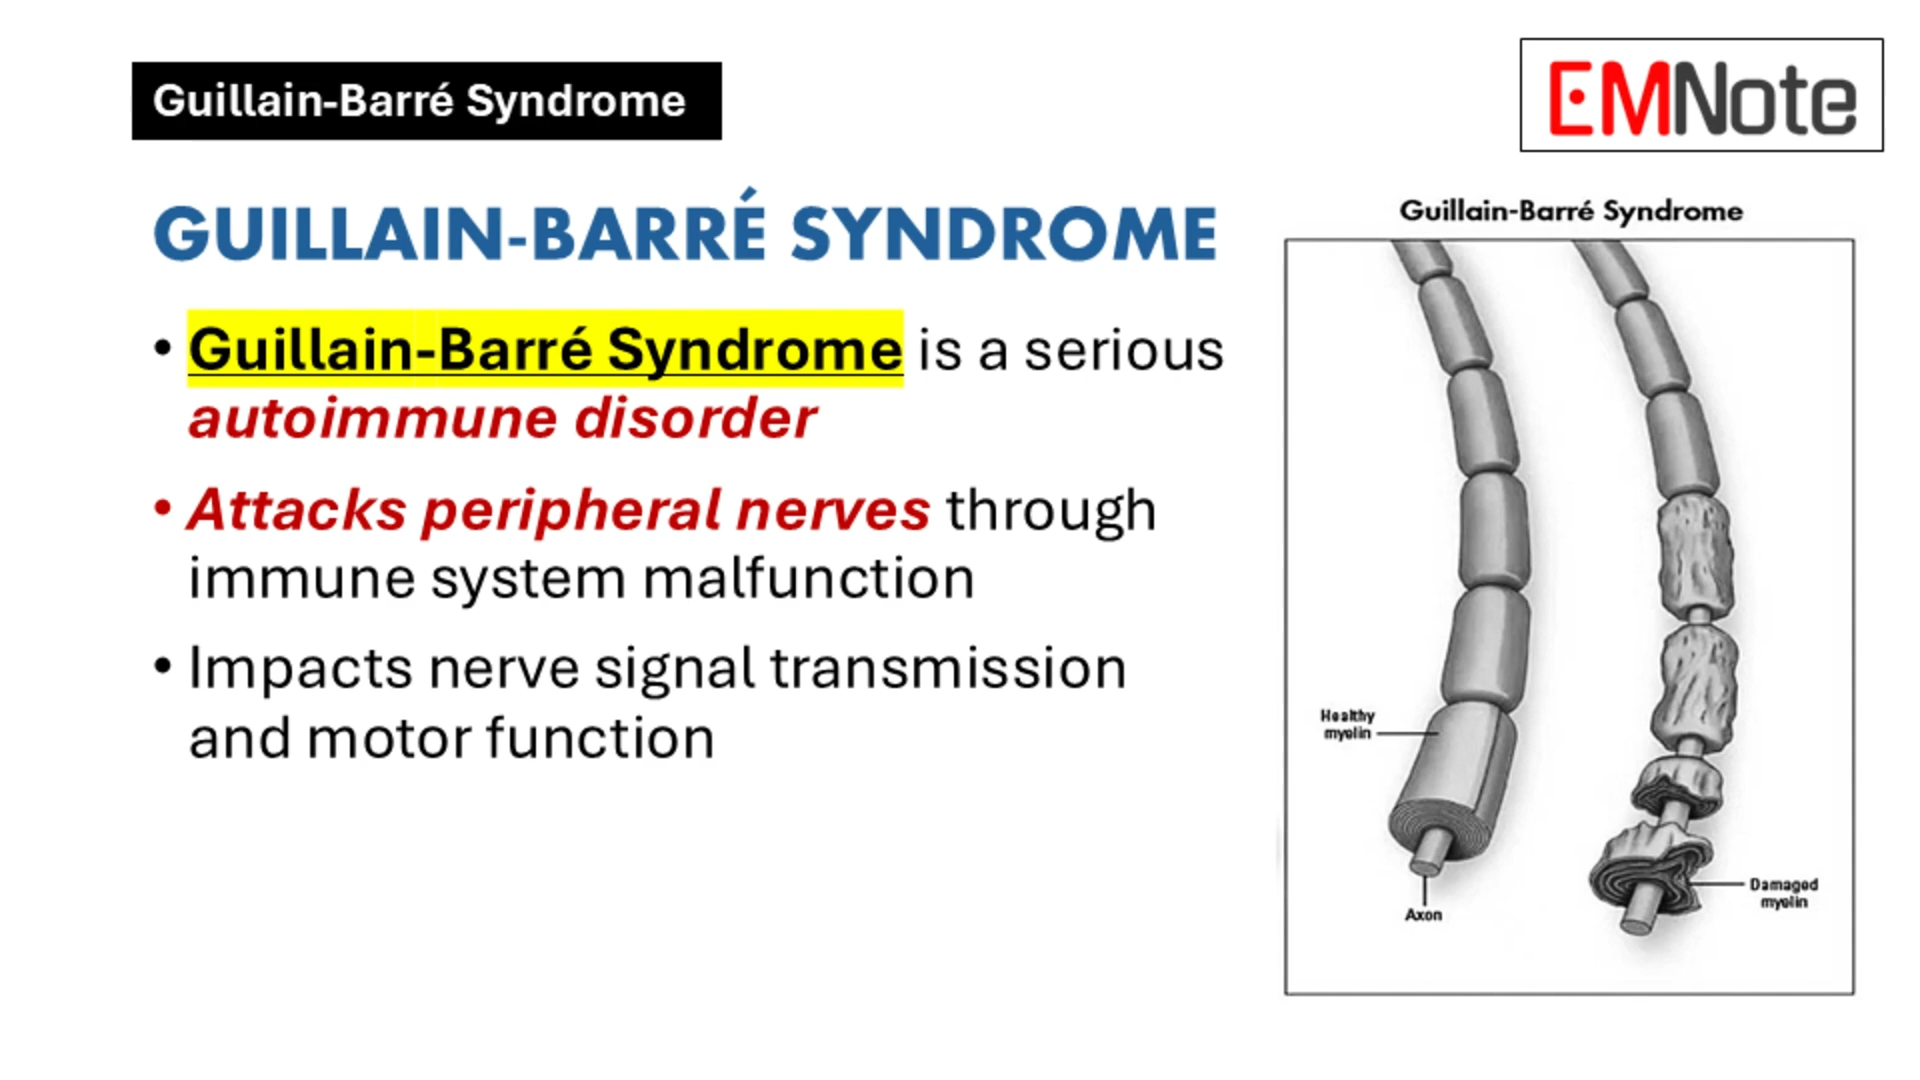 Guillain-Barré Syndrome
EMNote
GUILLAIN-BARRÉ SYNDROME
• Guillain-Barré Syndrome is a serious
autoimmune disorder
• Attacks peripheral nerves through
immune system malfunction
• Impacts nerve signal transmission
and motor function
Guillain-Barré Syndrome
Healthy
myelin
Axon
Damaged
myelin